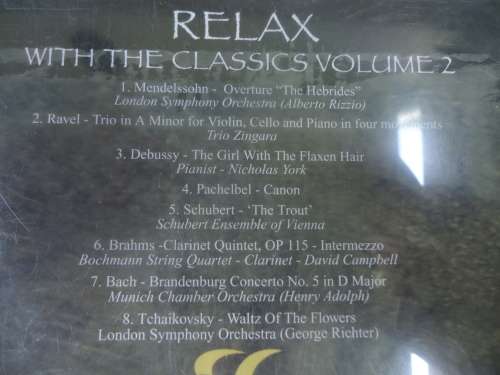 RELAX
WITH THE CLASSICS VOLUME 2
1. Mendelssohn - Overture "The Hebrides"
London Symphony Orchestra (Alberto Rizzio)
2. Ravel - Trio in A Minor for Violin, Cello and Piano in four movements
Trio Zingara
3. Debussy - The Girl With The Flaxen Hair
Pianist - Nicholas York
4. Pachelbel - Canon
5. Schubert - 'The Trout'
Schubert Ensemble of Vienna
6. Brahms -Clarinet Quintet, OP 115 - Intermezzo
Bochmann String Quartet - Clarinet - David Campbell
7. Bach - Brandenburg Concerto No. 5 in D Major
Munich Chamber Orchestra (Henry Adolph)
8. Tchaikovsky - Waltz Of The Flowers
London Symphony Orchestra (George Richter)